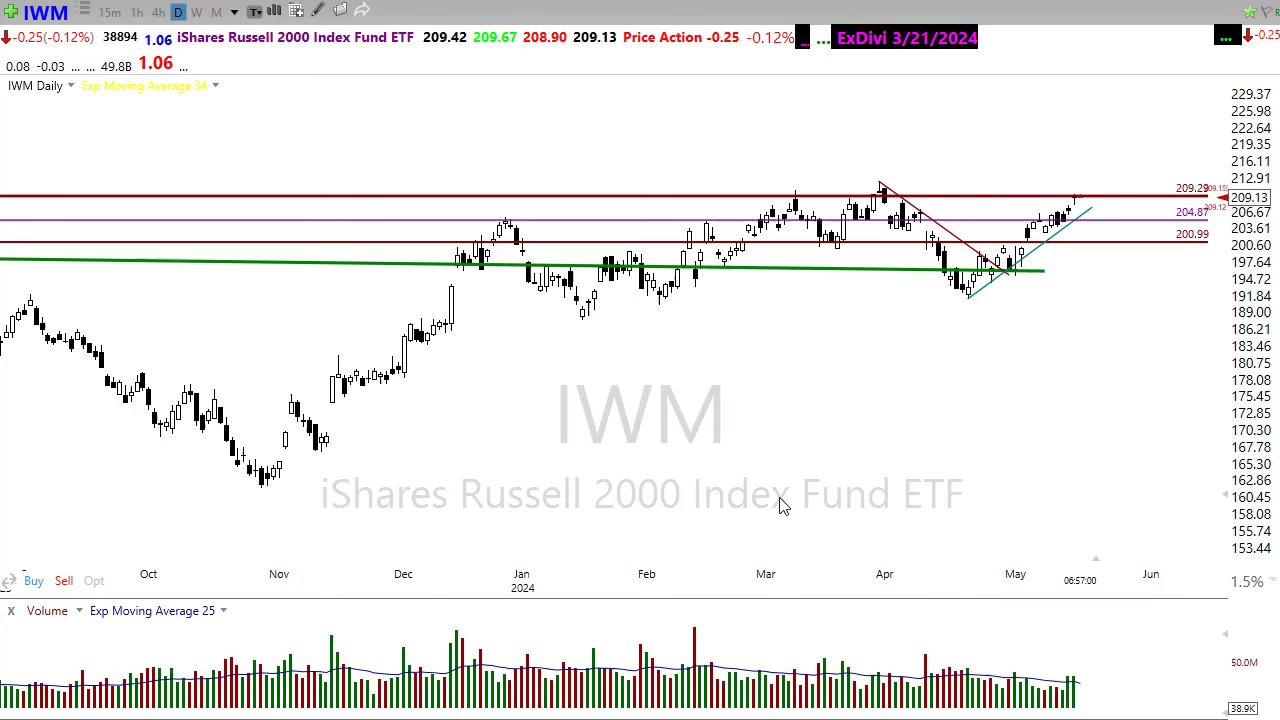 IWM 15m 1h 4h D W M T
-0.25(-0.12%) 38894 1.06 iShares Russell 2000 Index Fund ETF 209.42 209.67 208.90 209.13 Price Action -0.25 -0.12% ... ... ExDivi 3/21/2024 ... -0.25
0.08 -0.03 ... ... 49.8B 1.06 ...
IWM Daily Exp Moving Average 34
229.37
225.98
222.64
219.35
216.11
212.91
209.29
209.13
204.87
206.67
203.61
200.99
200.60
197.64
194.72
191.84
189.00
186.21
183.46
180.75
178.08
175.45
172.85
170.30
167.78
165.30
162.86
160.45
158.08
155.74
153.44
IWM
iShares Russell 2000 Index Fund ETF
Oct Nov Dec Jan Feb Mar Apr May Jun
2024 06:57:00
Buy Sell Opt 1.5%
x Volume Exp Moving Average 25
50.0M
38.9K